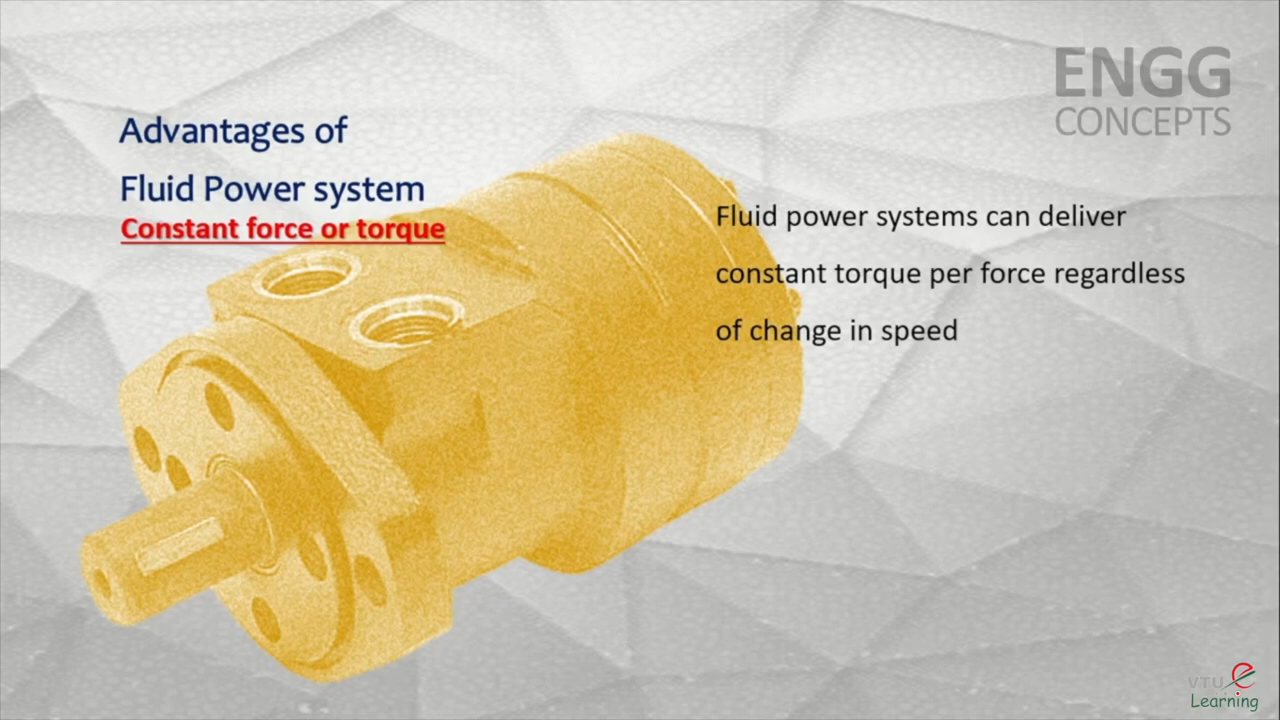 ENGG
CONCEPTS
Advantages of
Fluid Power system
Constant force or torque
Fluid power systems can deliver
constant torque per force regardless
of change in speed
VTU e
Learning